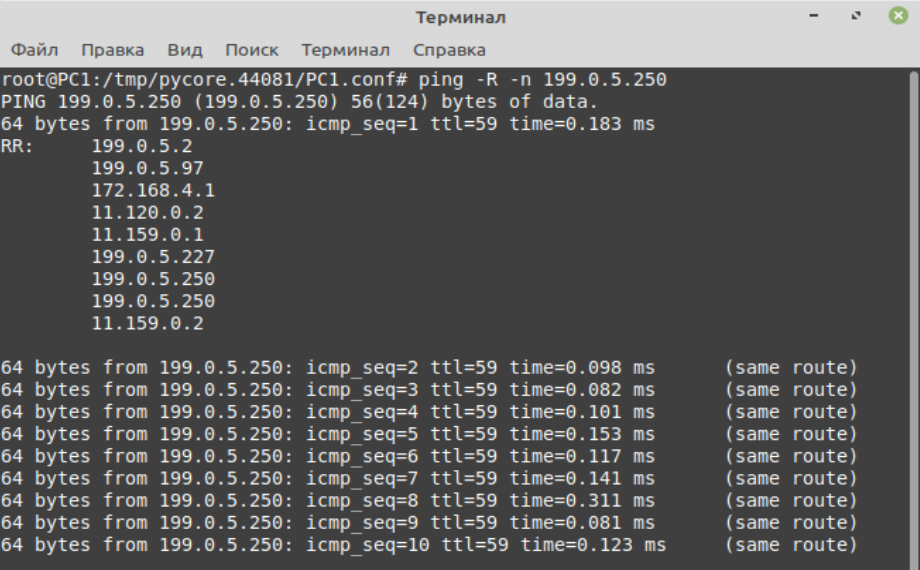 Терминал
Файл Правка Вид Поиск Терминал Справка
root@PC1:/tmp/pycore.44081/PC1.conf# ping -R -n 199.0.5.250
PING 199.0.5.250 (199.0.5.250) 56(124) bytes of data.
64 bytes from 199.0.5.250: icmp_seq=1 ttl=59 time=0.183 ms
RR:     199.0.5.2
        199.0.5.97
        172.168.4.1
        11.120.0.2
        11.159.0.1
        199.0.5.227
        199.0.5.250
        199.0.5.250
        11.159.0.2
64 bytes from 199.0.5.250: icmp_seq=2 ttl=59 time=0.098 ms      (same route)
64 bytes from 199.0.5.250: icmp_seq=3 ttl=59 time=0.082 ms      (same route)
64 bytes from 199.0.5.250: icmp_seq=4 ttl=59 time=0.101 ms      (same route)
64 bytes from 199.0.5.250: icmp_seq=5 ttl=59 time=0.153 ms      (same route)
64 bytes from 199.0.5.250: icmp_seq=6 ttl=59 time=0.117 ms      (same route)
64 bytes from 199.0.5.250: icmp_seq=7 ttl=59 time=0.141 ms      (same route)
64 bytes from 199.0.5.250: icmp_seq=8 ttl=59 time=0.311 ms      (same route)
64 bytes from 199.0.5.250: icmp_seq=9 ttl=59 time=0.081 ms      (same route)
64 bytes from 199.0.5.250: icmp_seq=10 ttl=59 time=0.123 ms     (same route)